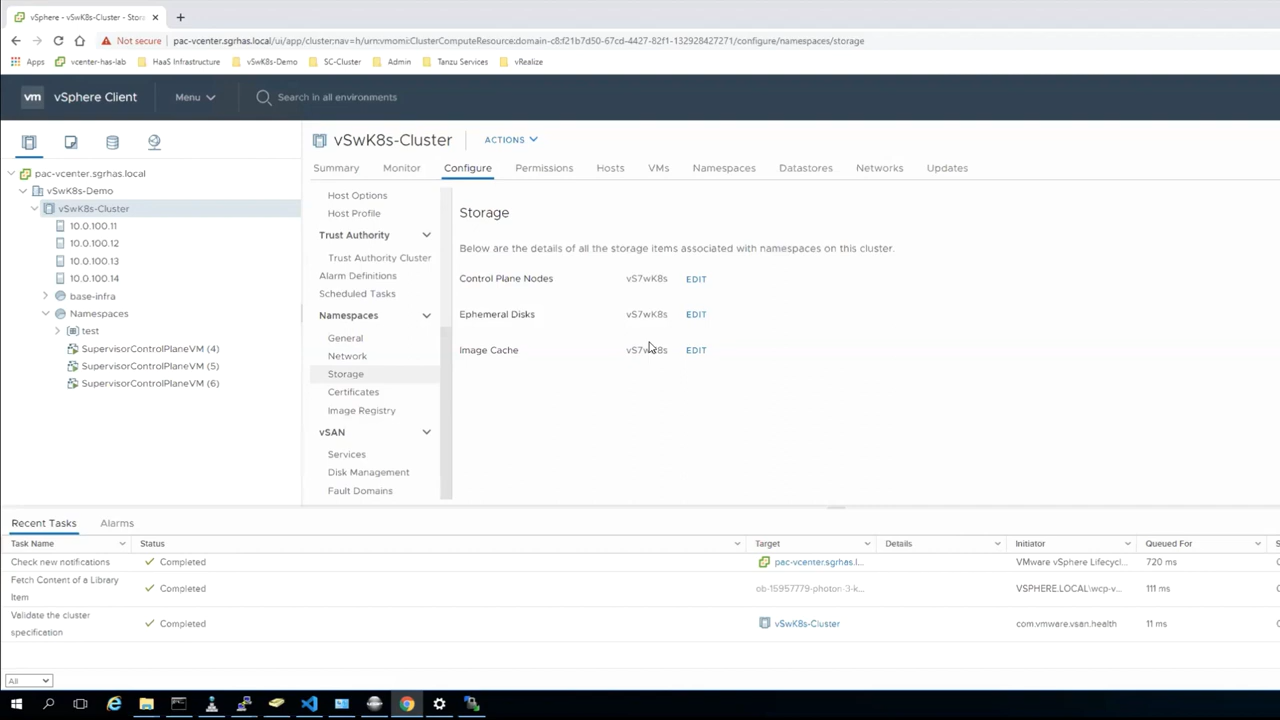 vSphere - vSwK8s-Cluster - Stora
Not secure
pac-vcenter.sgrhas.local/ui/app/cluster;nav=h/urn:vmomi:ClusterComputeResource:domain-c8:f21b7d50-67cd-4427-82f1-132928427271/configure/namespaces/storage
Apps
vcenter-has-lab
HaaS Infrastructure
vSwK8s-Demo
SC-Cluster
Admin
Tanzu Services
vRealize
vm
vSphere Client
Menu
Search in all environments
vSwK8s-Cluster
ACTIONS
Summary
Monitor
Configure
Permissions
Hosts
VMs
Namespaces
Datastores
Networks
Updates
pac-vcenter.sgrhas.local
vSwK8s-Demo
vSwK8s-Cluster
10.0.100.11
10.0.100.12
10.0.100.13
10.0.100.14
base-infra
Namespaces
test
SupervisorControlPlaneVM (4)
SupervisorControlPlaneVM (5)
SupervisorControlPlaneVM (6)
Host Options
Host Profile
Trust Authority
Trust Authority Cluster
Alarm Definitions
Scheduled Tasks
Namespaces
General
Network
Storage
Certificates
Image Registry
vSAN
Services
Disk Management
Fault Domains
Storage
Below are the details of all the storage items associated with namespaces on this cluster.
Control Plane Nodes vS7wK8s EDIT
Ephemeral Disks vS7wK8s EDIT
Image Cache vS7wK8s EDIT
Recent Tasks
Alarms
Task Name Status Target Details Initiator Queued For S
Check new notifications Completed pac-vcenter.sgrhas.l... VMware vSphere Lifecycl... 720 ms
Fetch Content of a Library
Item
Completed ob-15957779-photon-3-k... VSPHERE.LOCAL\wcp-v... 111 ms
Validate the cluster
specification
Completed vSwK8s-Cluster com.vmware.vsan.health 11 ms
All